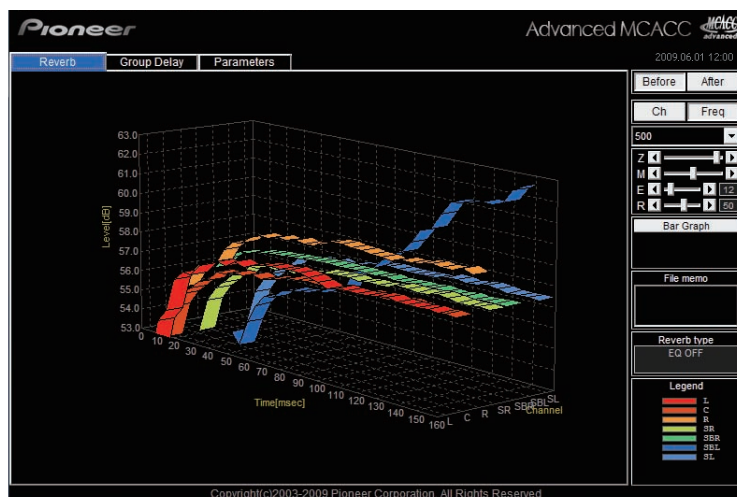 Pioneer
Advanced MCACC MCACC advanced
2009.06.01 12:00
Reverb Group Delay Parameters
Before After
Ch Freq
500
Z
M
E 12
R 50
Bar Graph
File memo
Reverb type
EQ OFF
Legend
L
C
R
SR
SBR
SBL
SL
Level[dB]
63.0
62.0
61.0
60.0
59.0
58.0
57.0
56.0
55.0
54.0
53.0
0 10 20 30 40 50 60 70 80 90 100 110 120 130 140 150 160
Time[msec]
L C R SR SBR SBL SL
Channel
Copyright(c)2003-2009 Pioneer Corporation. All Rights Reserved.